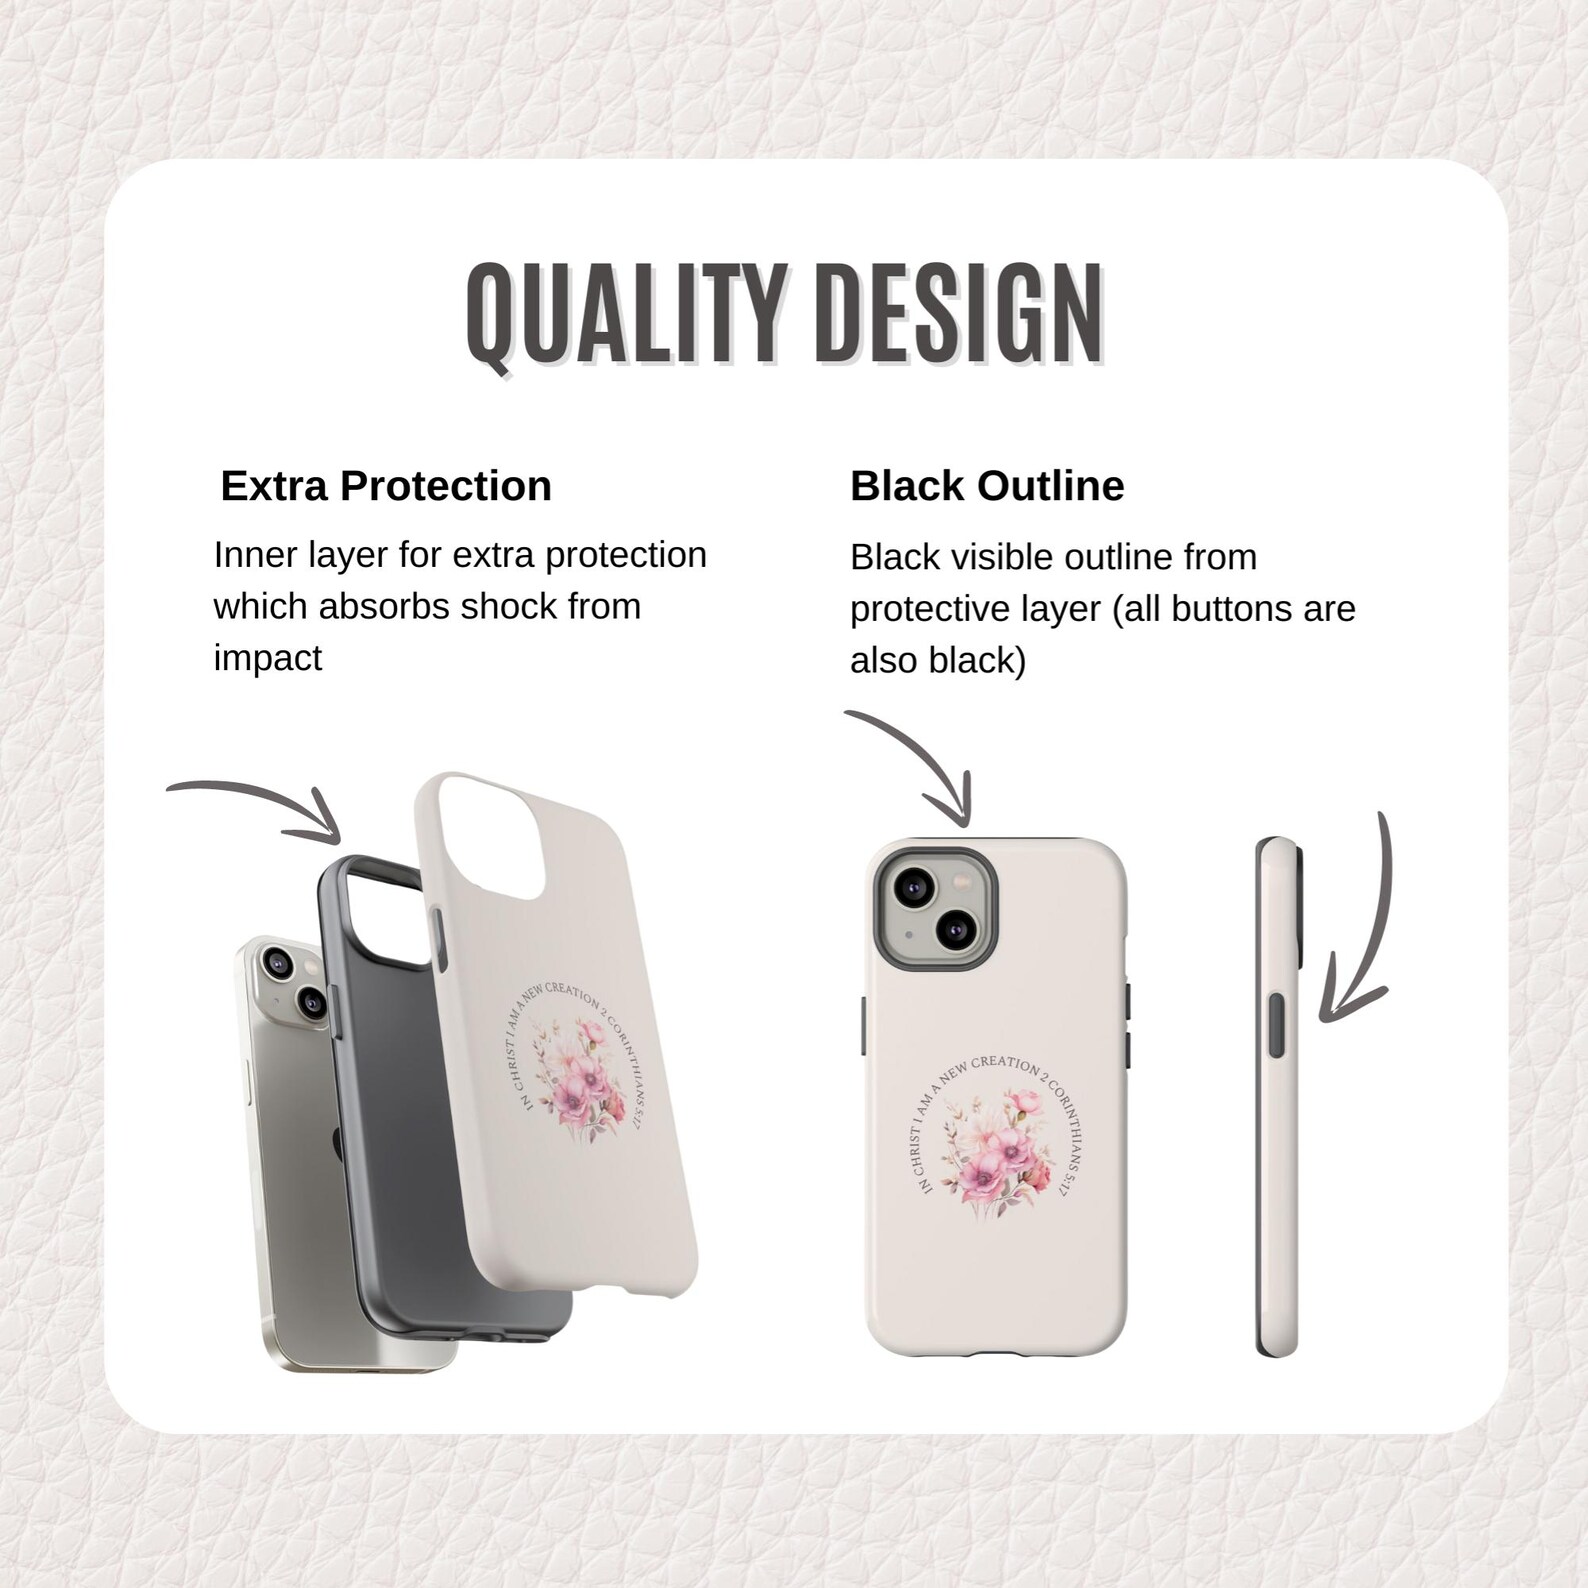 QUALITY DESIGN
Extra Protection
Inner layer for extra protection
which absorbs shock from
impact
Black Outline
Black visible outline from
protective layer (all buttons are
also black)
IN CHRIST I AM A NEW CREATION 2 CORINTHIANS 5:17
IN CHRIST I AM A NEW CREATION 2 CORINTHIANS 5:17